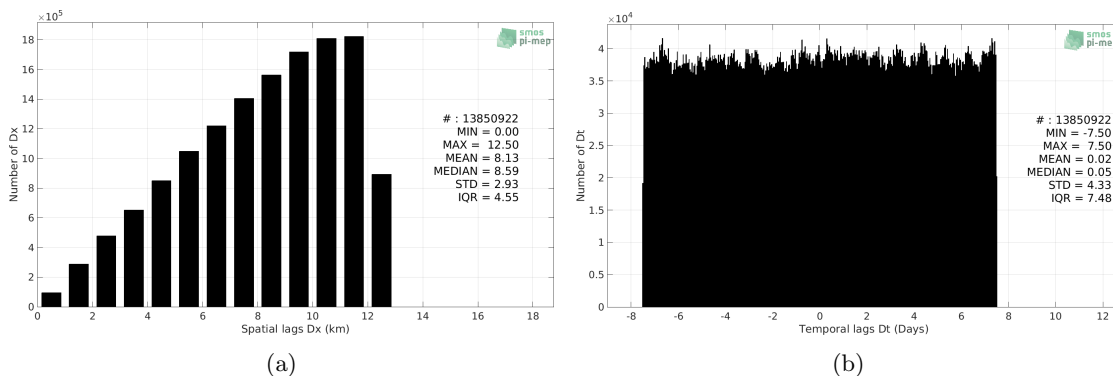 ×10⁵
18
16
14
12
10
8
6
4
2
0
Number of Dx
smos
pi-mep
# : 13850922
MIN = 0.00
MAX = 12.50
MEAN = 8.13
MEDIAN = 8.59
STD = 2.93
IQR = 4.55
0 2 4 6 8 10 12 14 16 18
Spatial lags Dx (km)
(a)
×10⁴
4
3.5
3
2.5
2
1.5
1
0.5
0
Number of Dt
smos
pi-mep
# : 13850922
MIN = -7.50
MAX = 7.50
MEAN = 0.02
MEDIAN = 0.05
STD = 4.33
IQR = 7.48
-8 -6 -4 -2 0 2 4 6 8 10 12
Temporal lags Dt (Days)
(b)